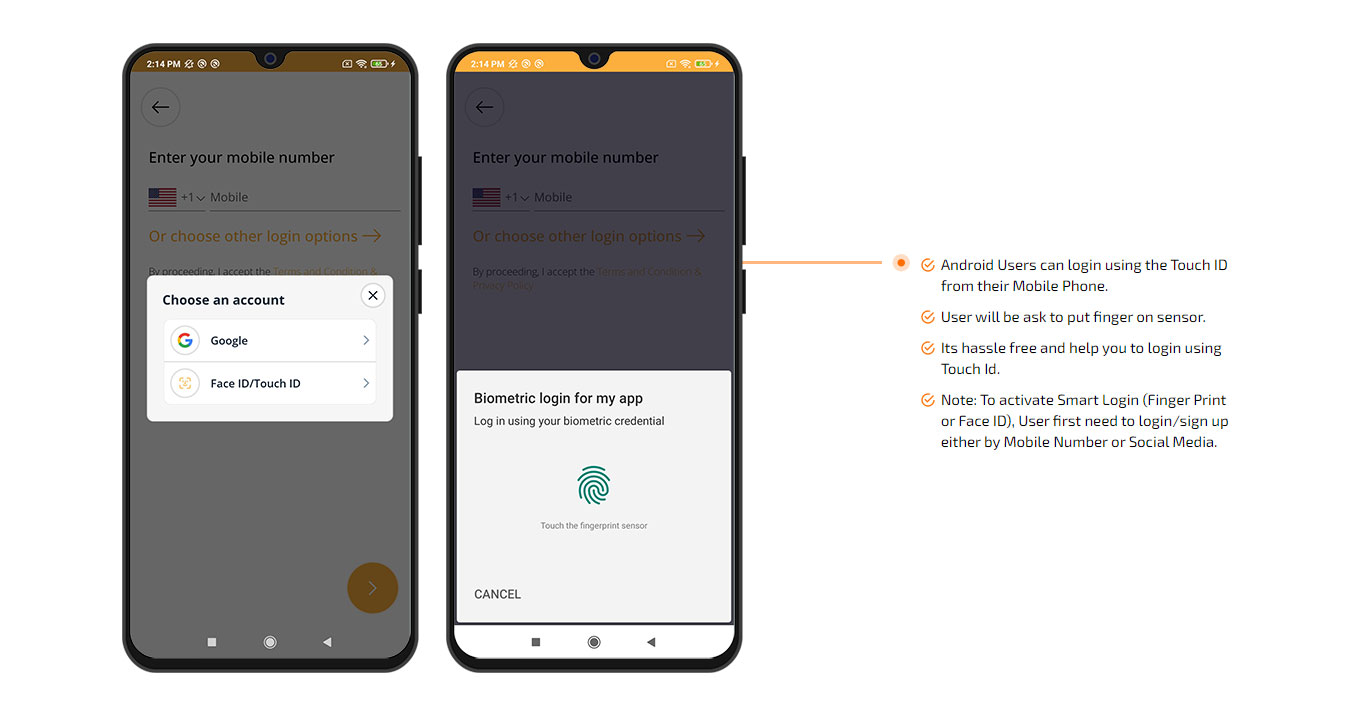 2:14 PM
65
Enter your mobile number
+1 Mobile
Or choose other login options
By proceeding, I accept the Terms and Condition &
Choose an account
Google
Face ID/Touch ID
2:14 PM
65
Enter your mobile number
+1 Mobile
Or choose other login options
By proceeding, I accept the Terms and Condition &
Privacy Policy
Biometric login for my app
Log in using your biometric credential
Touch the fingerprint sensor
CANCEL
Android Users can login using the Touch ID
from their Mobile Phone.
User will be ask to put finger on sensor.
Its hassle free and help you to login using
Touch Id.
Note: To activate Smart Login (Finger Print
or Face ID), User first need to login/sign up
either by Mobile Number or Social Media.